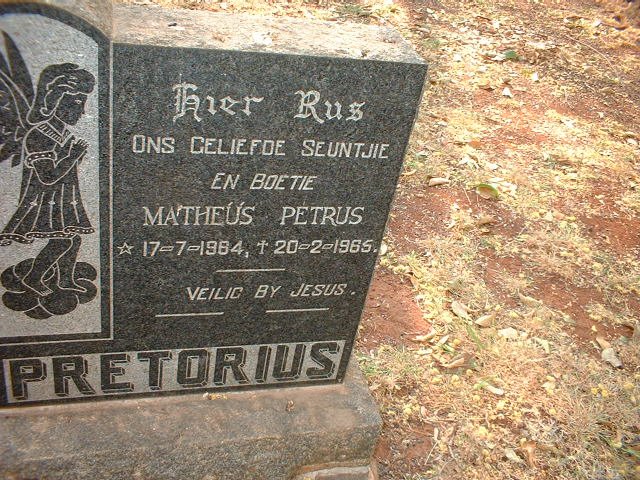 Hier Rus
ONS GELIEFDE SEUNTJIE
EN BOETIE
MATHEÚS PETRUS
☆ 17-7-1964, † 20-2-1965.
VEILIG BY JESUS.
PRETORIUS